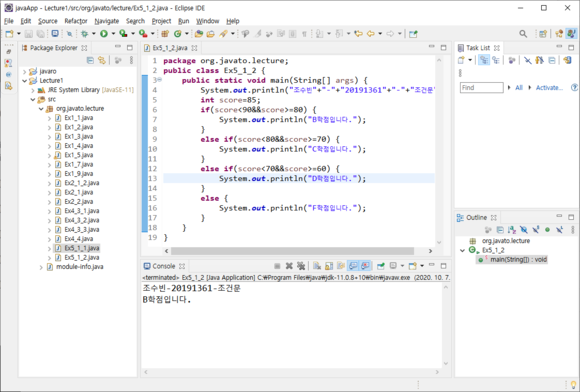 javaApp - Lecture1/src/org/javato/lecture/Ex5_1_2.java - Eclipse IDE
File Edit Source Refactor Navigate Search Project Run Window Help
Package Explorer
javaro
Lecture1
JRE System Library [JavaSE-11]
src
org.javato.lecture
Ex1_1.java
Ex1_2.java
Ex1_3.java
Ex1_4.java
Ex1_5.java
Ex1_7.java
Ex1_9.java
Ex2_1_2.java
Ex2_1.java
Ex2_2.java
Ex4_3_1.java
Ex4_3_2.java
Ex4_3_3.java
Ex4_4.java
Ex5_1_1.java
Ex5_1_2.java
module-info.java
Ex5_1_2.java
1 package org.javato.lecture;
2 public class Ex5_1_2 {
3 public static void main(String[] args) {
4 System.out.println("조수빈"+"-"+"20191361"+"-"+"조건문"
5 int score=85;
6 if(score<90&&score>=80) {
7 System.out.println("B학점입니다.");
8 }
9 else if(score<80&&score>=70) {
10 System.out.println("C학점입니다.");
11 }
12 else if(score<70&&score>=60) {
13 System.out.println("D학점입니다.");
14 }
15 else {
16 System.out.println("F학점입니다.");
17 }
18 }
19 }
Console
<terminated> Ex5_1_2 [Java Application] C:₩Program Files₩java₩jdk-11.0.8+10₩bin₩javaw.exe (2020. 10. 7.
조수빈-20191361-조건문
B학점입니다.
Task List
Find
All
Activate...
Outline
org.javato.lecture
Ex5_1_2
main(String[]) : void